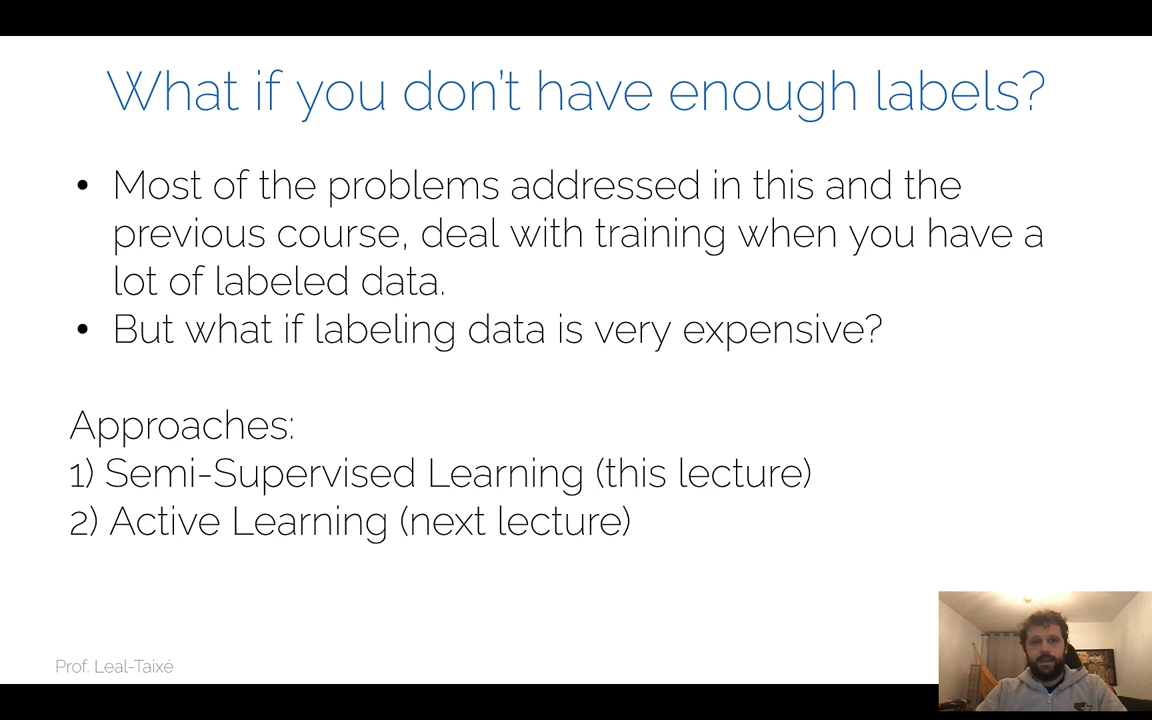 What if you don't have enough labels?
• Most of the problems addressed in this and the
previous course, deal with training when you have a
lot of labeled data.
• But what if labeling data is very expensive?
Approaches:
1) Semi-Supervised Learning (this lecture)
2) Active Learning (next lecture)
Prof. Leal-Taixé